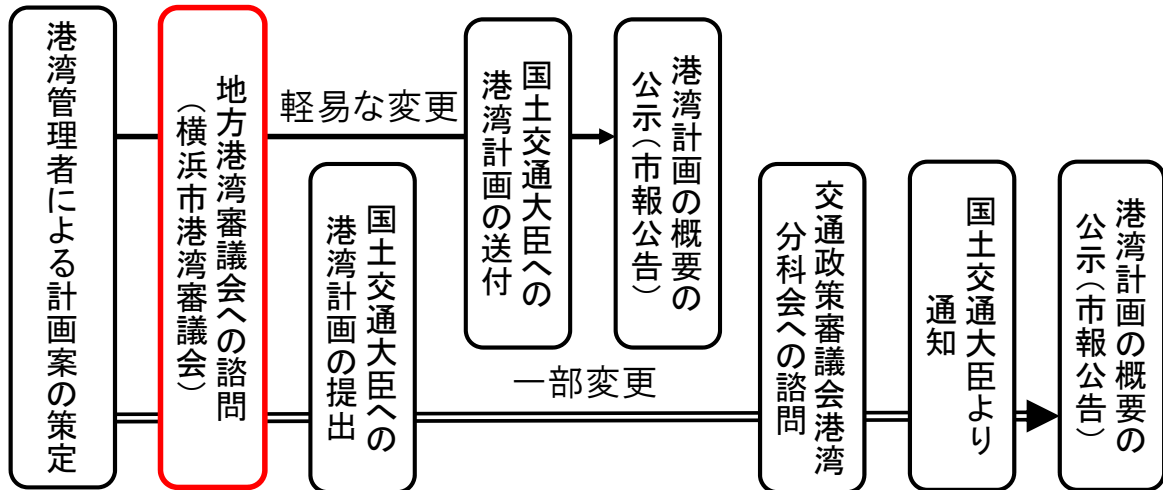 港湾管理者による計画案の策定
地方港湾審議会への諮問
（横浜市港湾審議会）
軽易な変更
国土交通大臣への
港湾計画の送付
港湾計画の概要の
公示（市報公告）
国土交通大臣への
港湾計画の提出
一部変更
交通政策審議会港湾
分科会への諮問
国土交通大臣より
通知
港湾計画の概要の
公示（市報公告）